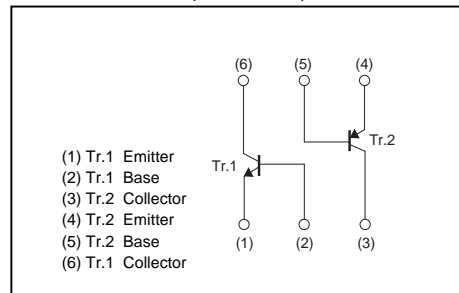 (6) (5) (4)
Tr.2
Tr.1
(1) Tr.1 Emitter
(2) Tr.1 Base
(3) Tr.2 Collector
(4) Tr.2 Emitter
(5) Tr.2 Base
(6) Tr.1 Collector
(1) (2) (3)